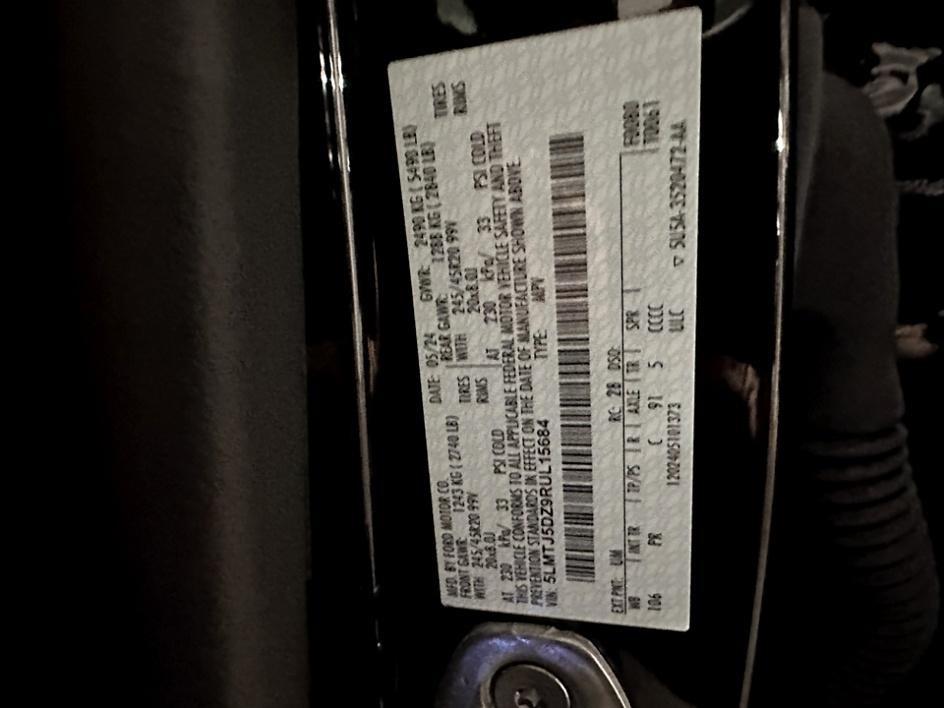 MFD. BY FORD MOTOR CO. DATE: 05/24 GVWR: 2490 KG ( 5490 LB)
FRONT GAWR: 1243 KG ( 2740 LB) REAR GAWR: 1288 KG ( 2840 LB)
WITH 245/45R20 99V TIRES WITH 245/45R20 99V TIRES
20x8.0J RIMS 20x8.0J RIMS
AT 230 kPa/ 33 PSI COLD AT 230 kPa/ 33 PSI COLD
THIS VEHICLE CONFORMS TO ALL APPLICABLE FEDERAL MOTOR VEHICLE SAFETY AND THEFT
PREVENTION STANDARDS IN EFFECT ON THE DATE OF MANUFACTURE SHOWN ABOVE
VIN: 5LMTJ5DZ9RUL15684 TYPE: MPV
EXT PNT: UM RC: 28 DSO: F0080
WB INT TR TP/PS R AXLE TR SPR T0061
106 PR C 91 5 CCCC
1202405101373 ULC ▽ 5U5A-3520472-AA